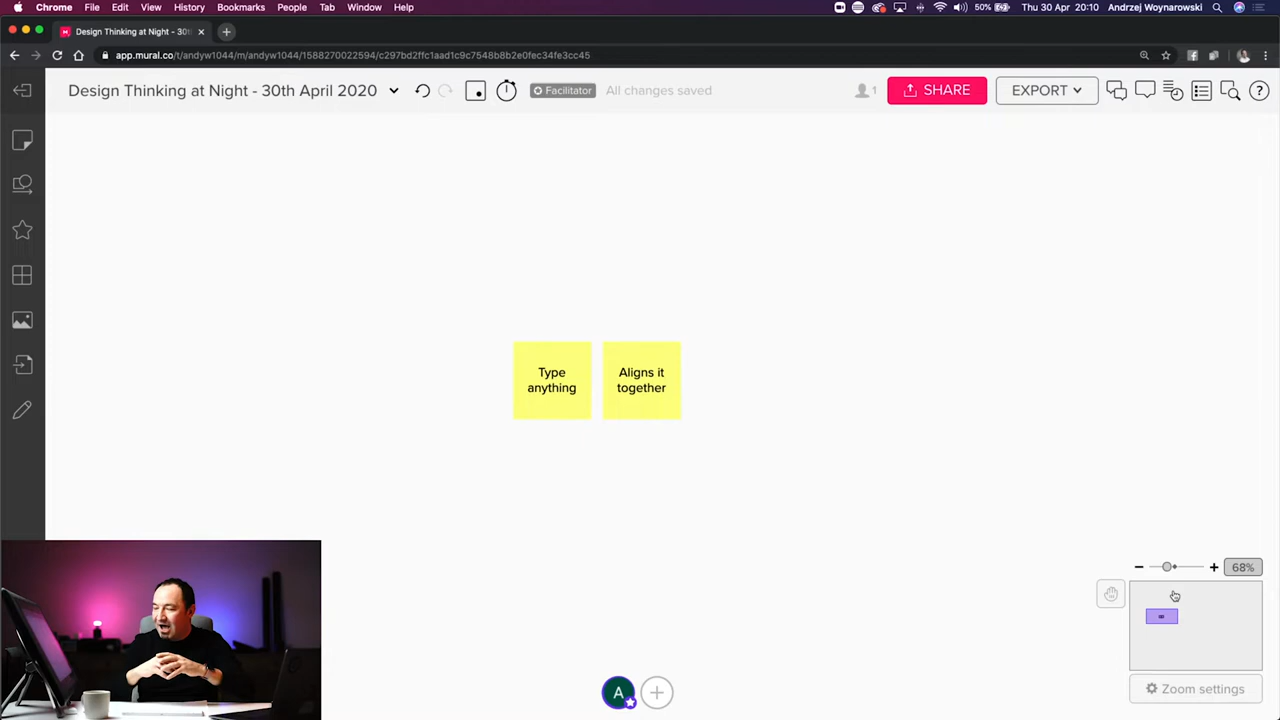 Chrome File Edit View History Bookmarks People Tab Window Help
50% Thu 30 Apr 20:10 Andrzej Woynarowski
Design Thinking at Night - 30t
app.mural.co/t/andyw1044/m/andyw1044/1588270022594/c297bd2ffc1aad1c9c7548b8b2e0fec34fe3cc45
Design Thinking at Night - 30th April 2020
Facilitator
All changes saved
1
SHARE
EXPORT
?
Type
anything
Aligns it
together
68%
A
Zoom settings